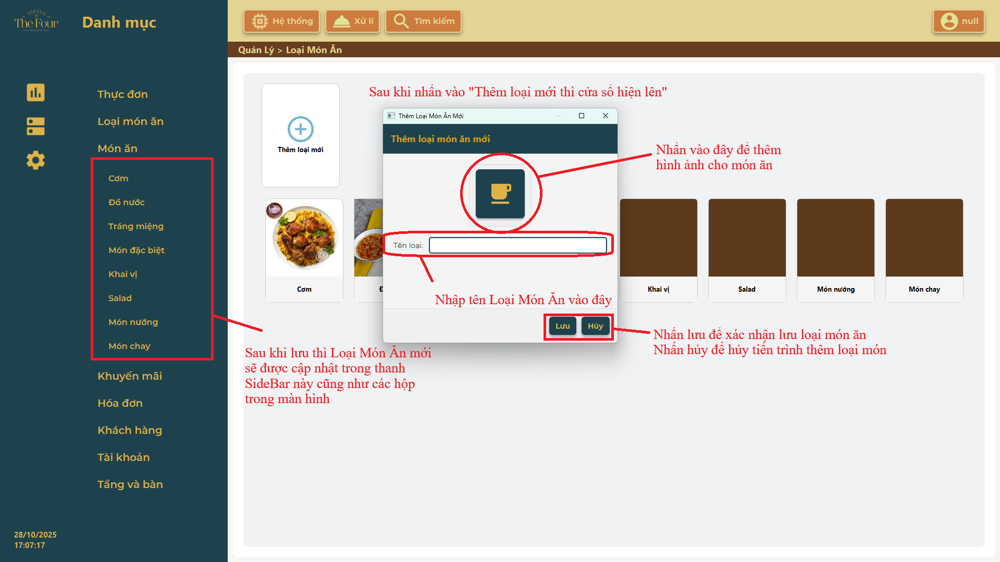 DINNER
The Four
RESTAURANT
Danh mục
Hệ thống
Xử lí
Tìm kiếm
null
Quản Lý > Loại Món Ăn
Thực đơn
Loại món ăn
Món ăn
Cơm
Đồ nước
Tráng miệng
Món đặc biệt
Khai vị
Salad
Món nướng
Món chay
Khuyến mãi
Hóa đơn
Khách hàng
Tài khoản
Tầng và bàn
28/10/2025
17:07:17
Thêm loại mới
Sau khi nhấn vào "Thêm loại mới thì cửa sổ hiện lên"
Thêm Loại Món Ăn Mới
Thêm loại món ăn mới
Nhấn vào đây để thêm
hình ảnh cho món ăn
Tên loại:
Nhập tên Loại Món Ăn vào đây
Lưu
Hủy
Nhấn lưu để xác nhận lưu loại món ăn
Nhấn hủy để hủy tiến trình thêm loại món
Cơm
Đ
Khai vị
Salad
Món nướng
Món chay
Sau khi lưu thì Loại Món Ăn mới
sẽ được cập nhật trong thanh
SideBar này cũng như các hộp
trong màn hình